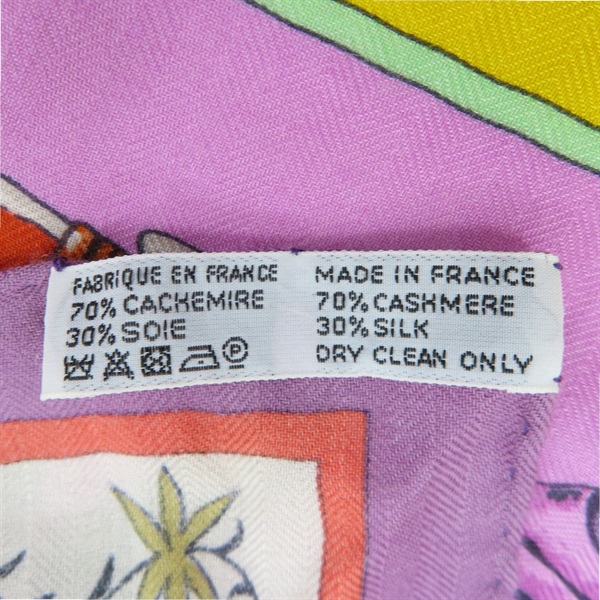 FABRIQUE EN FRANCE
70% CACHEMIRE
30% SOIE
P
MADE IN FRANCE
70% CASHMERE
30% SILK
DRY CLEAN ONLY